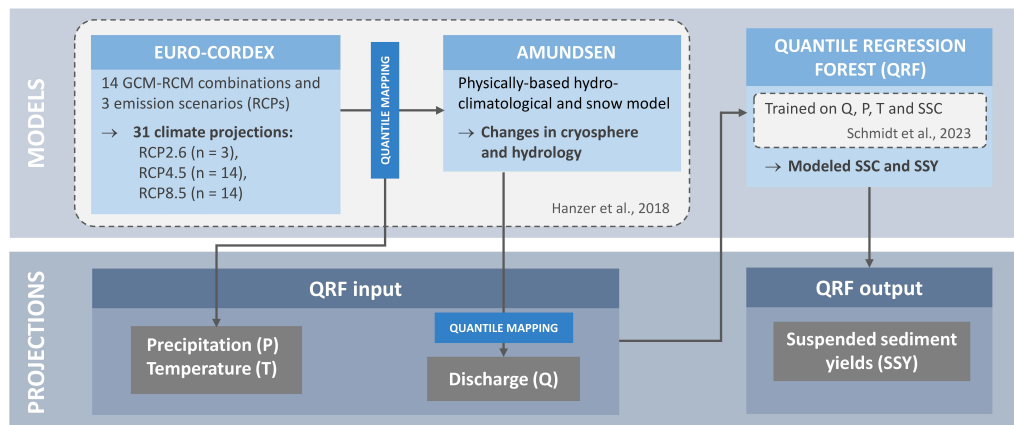 MODELS
EURO-CORDEX
14 GCM-RCM combinations and
3 emission scenarios (RCPs)
→ 31 climate projections:
RCP2.6 (n = 3),
RCP4.5 (n = 14),
RCP8.5 (n = 14)
QUANTILE MAPPING
AMUNDSEN
Physically-based hydro-
climatological and snow model
→ Changes in cryosphere
and hydrology
Hanzer et al., 2018
QUANTILE REGRESSION
FOREST (QRF)
Trained on Q, P, T and SSC
Schmidt et al., 2023
→ Modeled SSC and SSY
PROJECTIONS
QRF input
Precipitation (P)
Temperature (T)
QUANTILE MAPPING
Discharge (Q)
QRF output
Suspended sediment
yields (SSY)